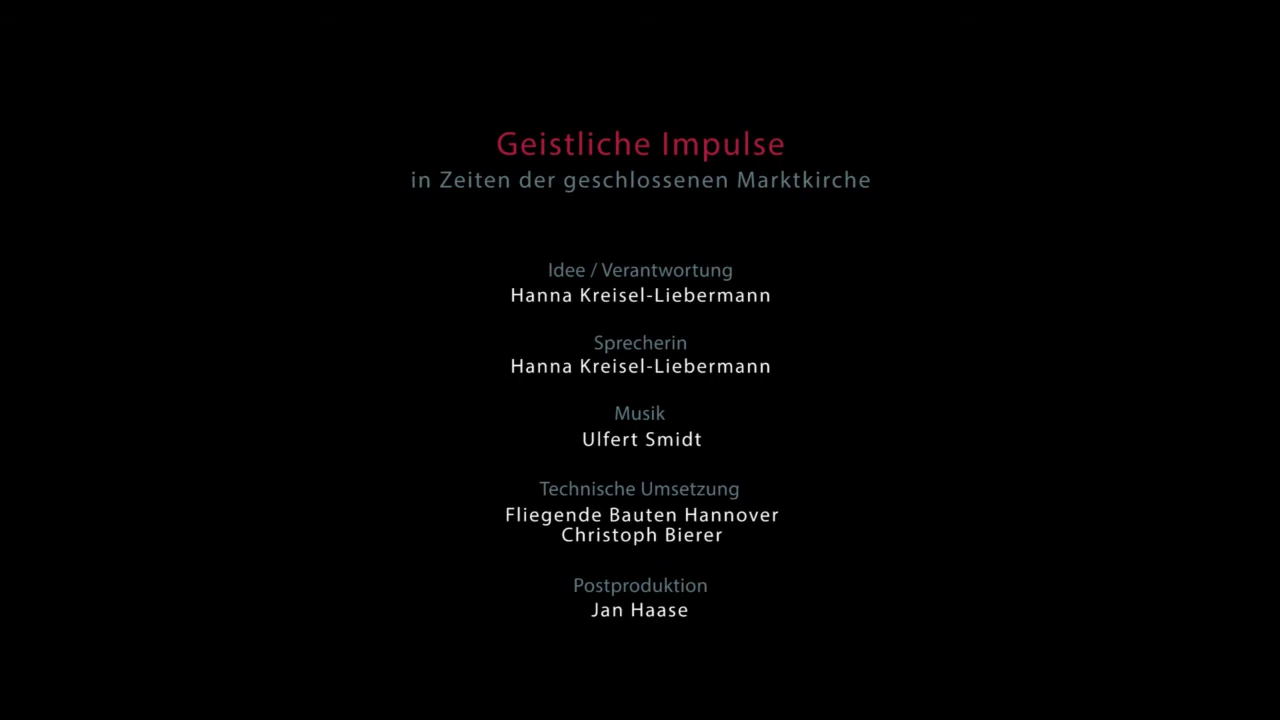 Geistliche Impulse
in Zeiten der geschlossenen Marktkirche
Idee / Verantwortung
Hanna Kreisel-Liebermann
Sprecherin
Hanna Kreisel-Liebermann
Musik
Ulfert Smidt
Technische Umsetzung
Fliegende Bauten Hannover
Christoph Bierer
Postproduktion
Jan Haase